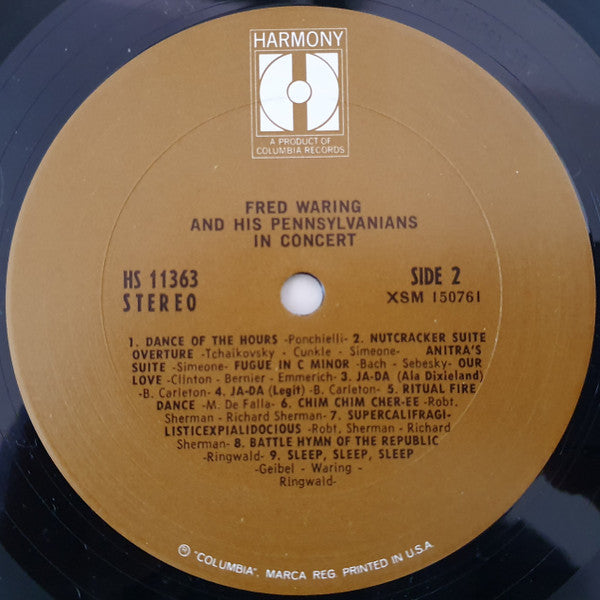 HARMONY
A PRODUCT OF
COLUMBIA RECORDS
FRED WARING
AND HIS PENNSYLVANIANS
IN CONCERT
HS 11363
STEREO
SIDE 2
XSM 150761
1. DANCE OF THE HOURS -Ponchielli- 2. NUTCRACKER SUITE
OVERTURE -Tchaikovsky - Cunkle - Simeone- ANITRA'S
SUITE -Simeone- FUGUE IN C MINOR -Bach - Sebesky- OUR
LOVE -Clinton - Bernier - Emmerich- 3. JA-DA (Ala Dixieland)
-B. Carleton- 4. JA-DA (Legit) -B. Carleton- 5. RITUAL FIRE
DANCE -M. De Falla- 6. CHIM CHIM CHER-EE -Robt.
Sherman - Richard Sherman- 7. SUPERCALIFRAGI-
LISTICEXPIALIDOCIOUS -Robt. Sherman - Richard
Sherman- 8. BATTLE HYMN OF THE REPUBLIC
-Ringwald- 9. SLEEP, SLEEP, SLEEP
-Geibel - Waring -
Ringwald-
Ⓟ "COLUMBIA", MARCA REG. PRINTED IN U.S.A.